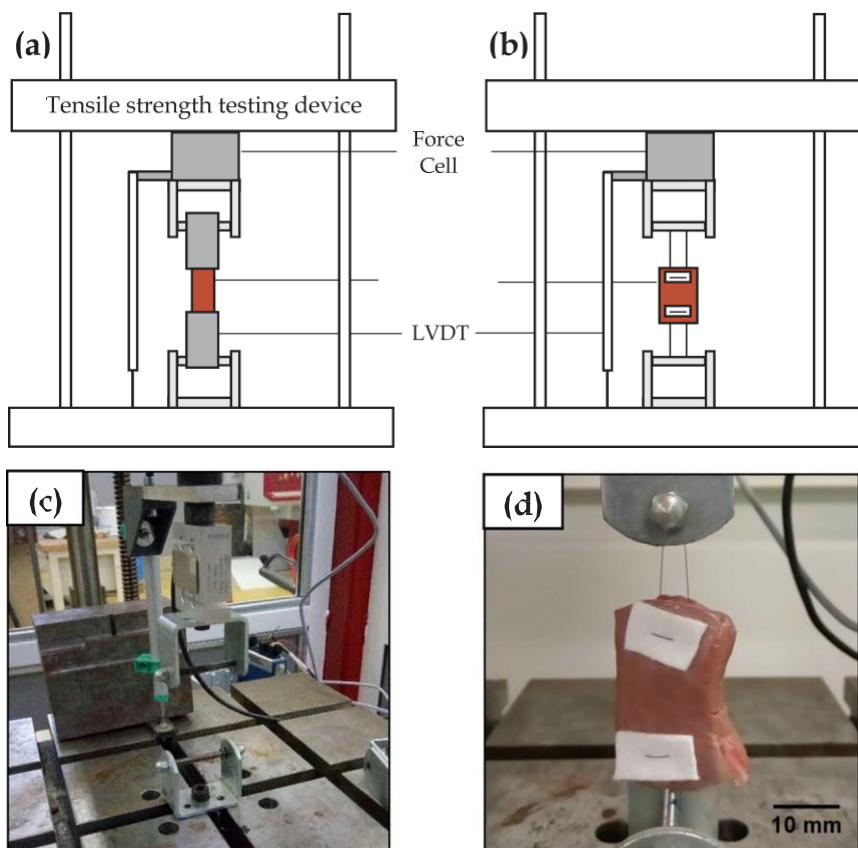 (a)
(b)
Tensile strength testing device
Force
Cell
LVDT
(c)
(d)
10 mm